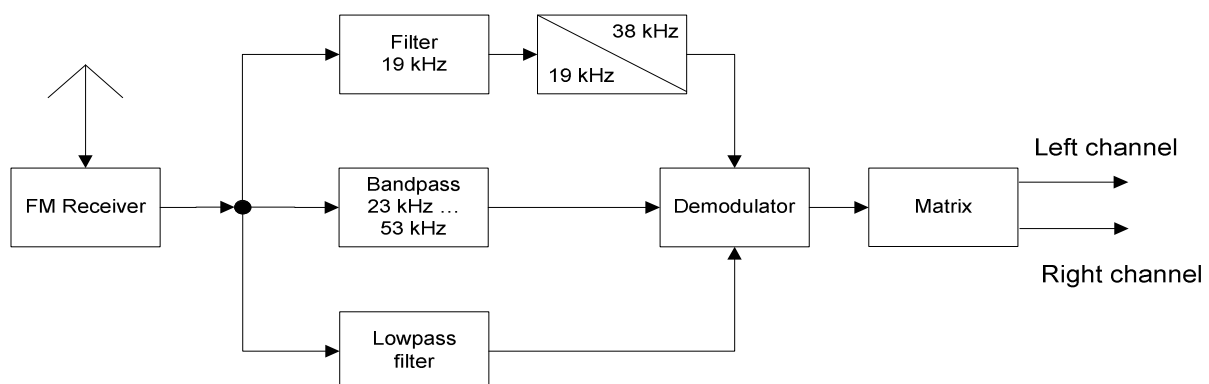 Filter
19 kHz
38 kHz
19 kHz
FM Receiver
Bandpass
23 kHz ...
53 kHz
Demodulator
Matrix
Left channel
Right channel
Lowpass
filter